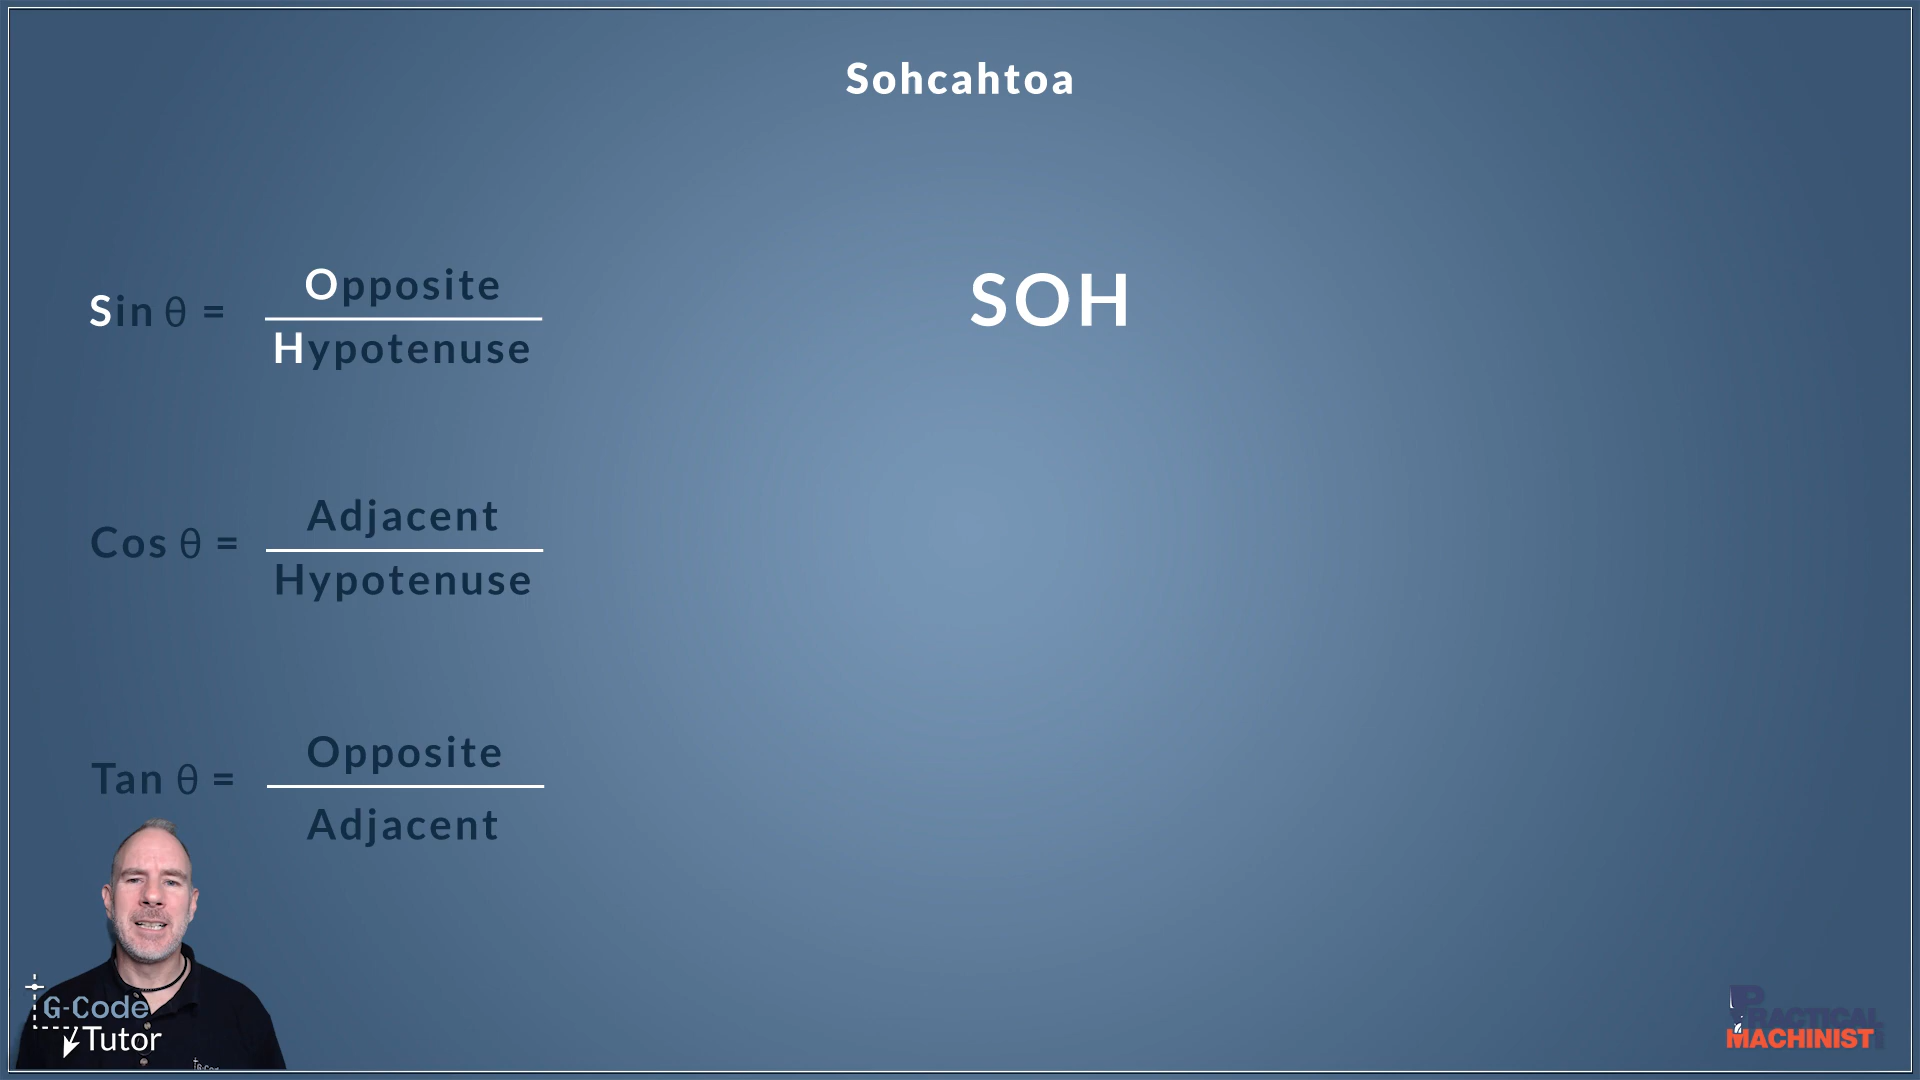 Sohcahtoa
Sin θ = Opposite
Hypotenuse
SOH
Cos θ = Adjacent
Hypotenuse
Tan θ = Opposite
Adjacent
G-Code
Tutor
PRACTICAL
MACHINIST